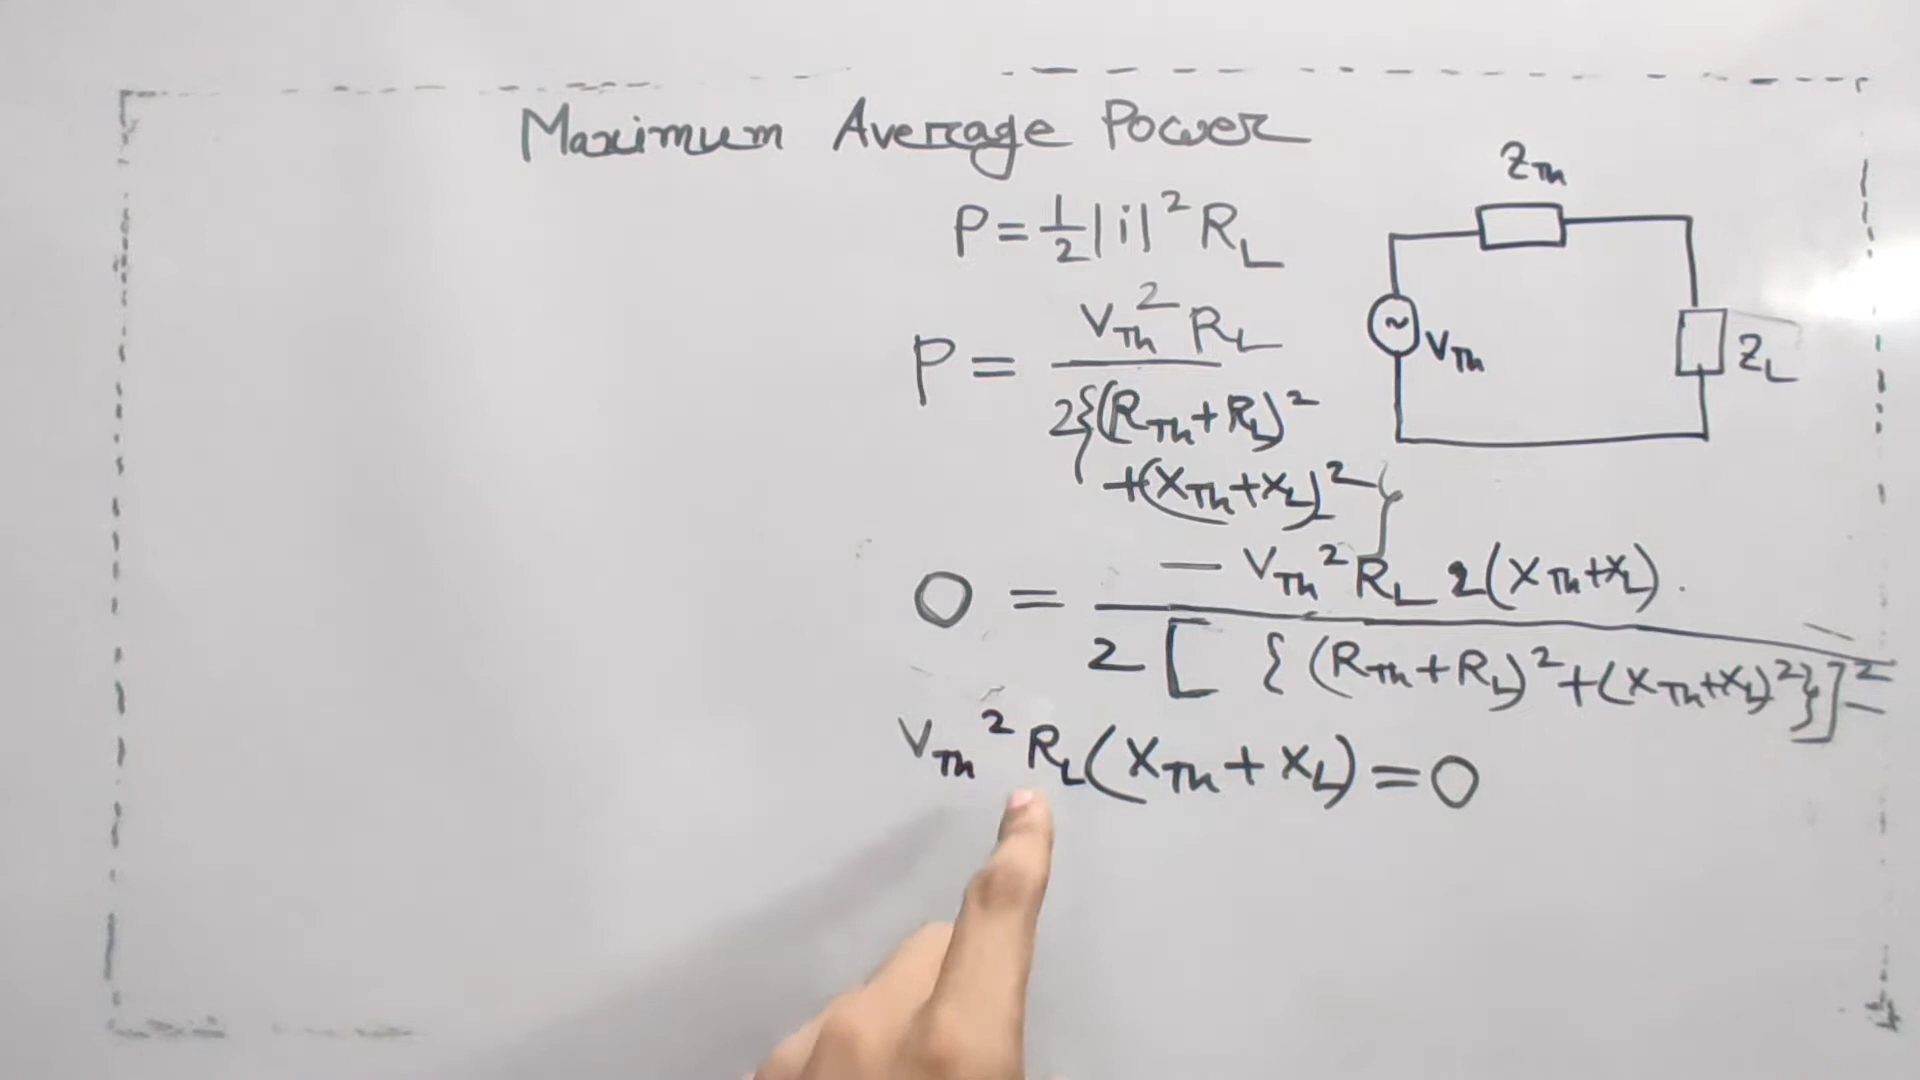 Maximum Average Power
P = 1/2 |i|² R_L
P = V_Th² R_L / 2{(R_Th + R_L)²
+ (X_Th + X_L)²}
0 = - V_Th² R_L 2(X_Th + X_L) / 2[{(R_Th + R_L)² + (X_Th + X_L)²}]²
V_Th² R_L (X_Th + X_L) = 0
Z_Th
~ V_Th
Z_L